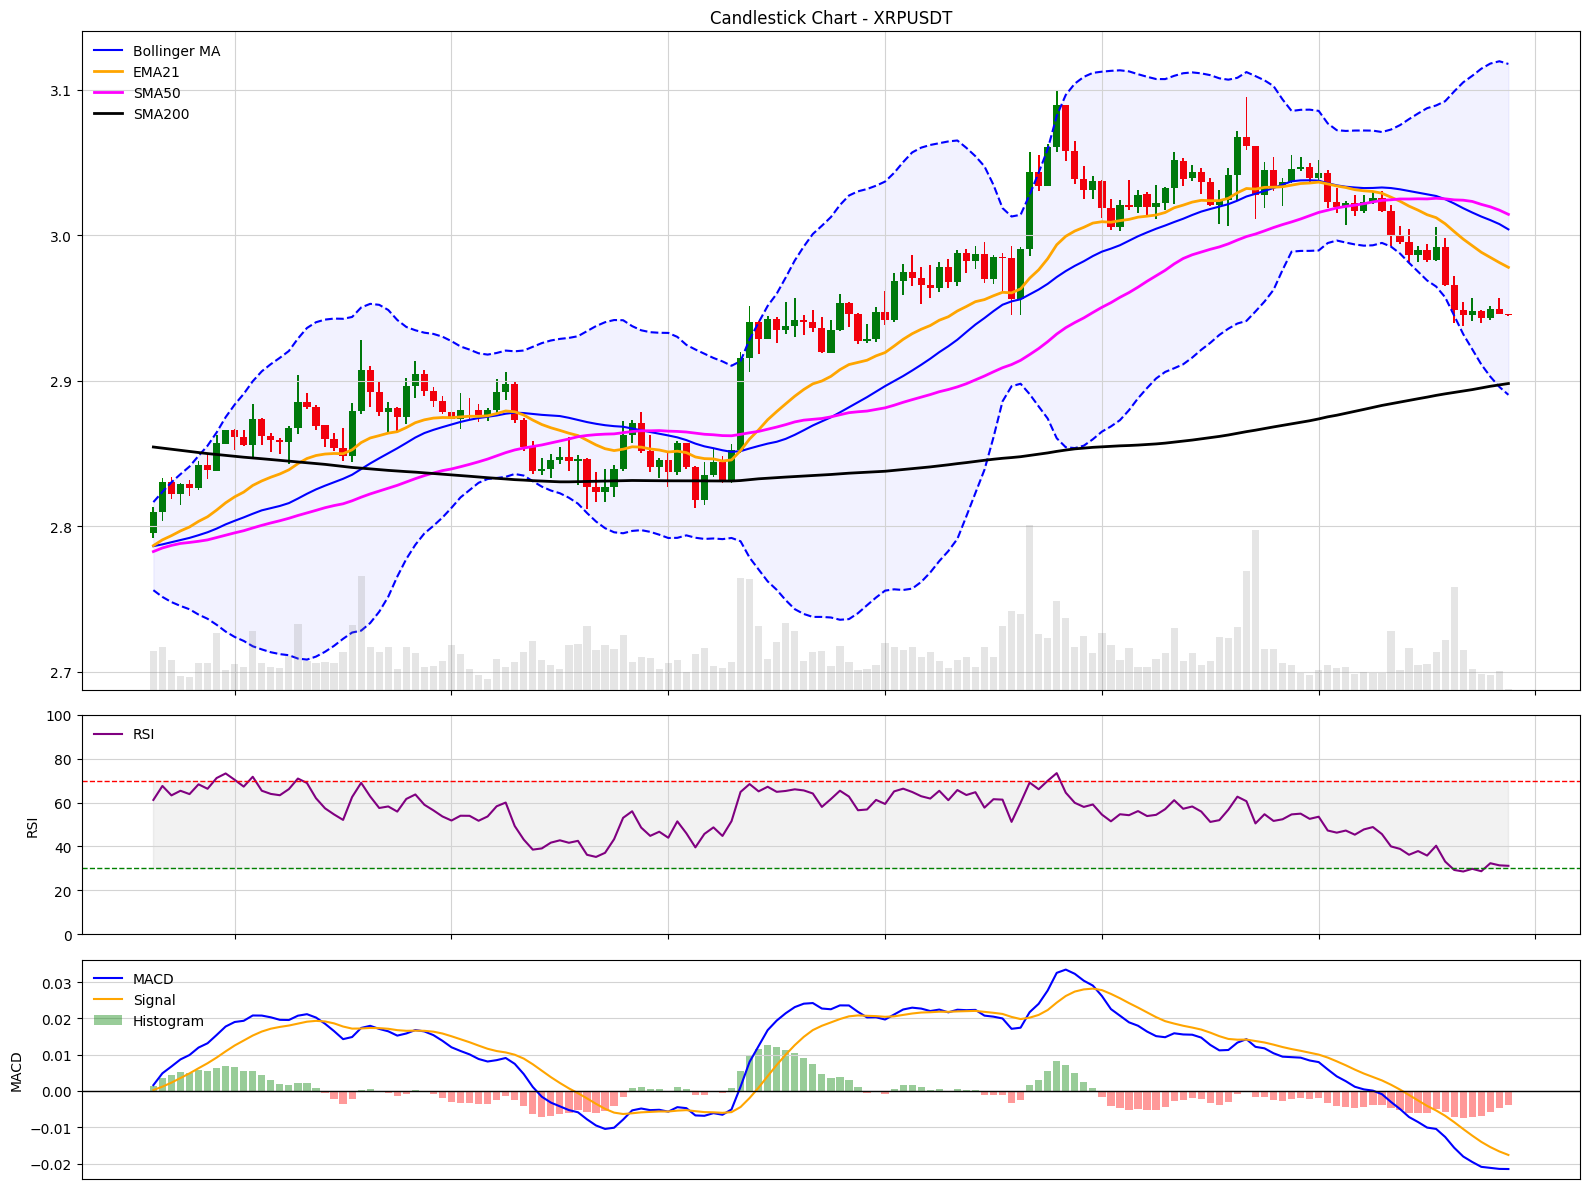 Candlestick Chart - XRPUSDT
Bollinger MA
EMA21
SMA50
SMA200
3.1
3.0
2.9
2.8
2.7
RSI
100
80
60
40
20
0
RSI
MACD
Signal
Histogram
0.03
0.02
0.01
0.00
−0.01
−0.02
MACD